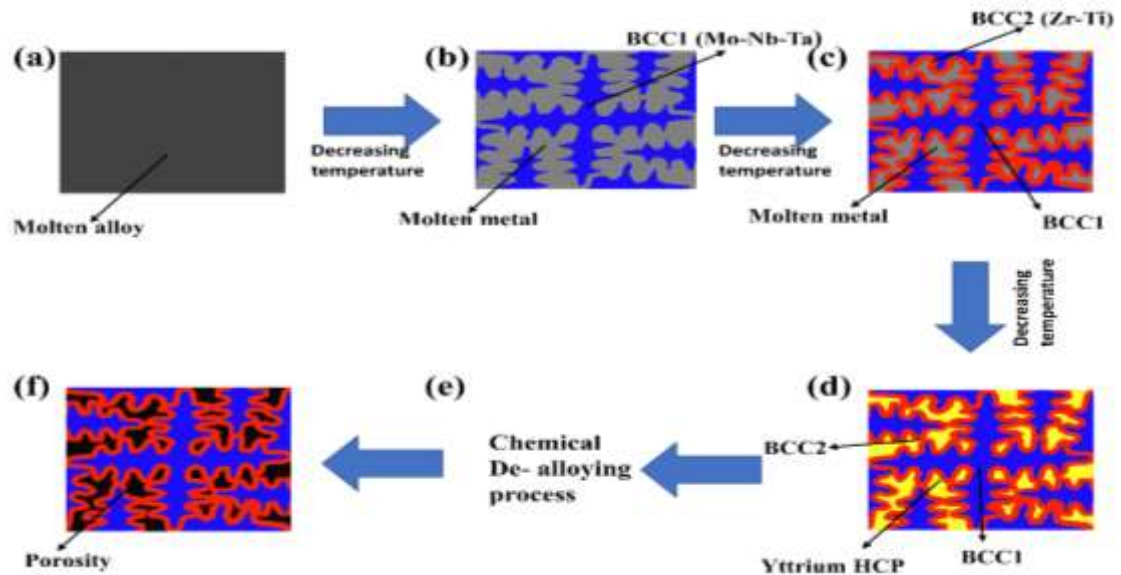 (a)
Molten alloy
Decreasing
temperature
(b)
BCC1 (Mo-Nb-Ta)
Molten metal
Decreasing
temperature
BCC2 (Zr-Ti)
(c)
Molten metal
BCC1
Decreasing
temperature
(d)
BCC2
Yttrium HCP
BCC1
(e)
Chemical
De- alloying
process
(f)
Porosity